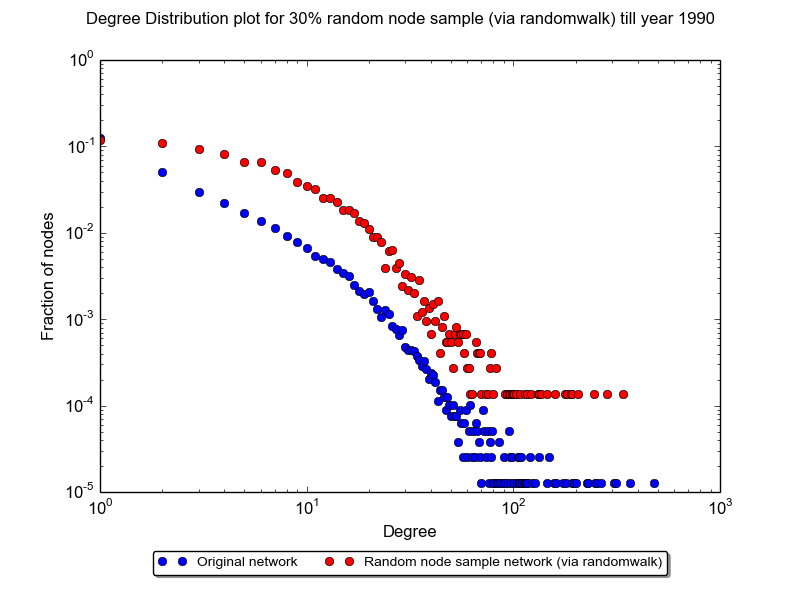 Degree Distribution plot for 30% random node sample (via randomwalk) till year 1990
10^0
10^-1
10^-2
10^-3
10^-4
10^-5
Fraction of nodes
10^0 10^1 10^2 10^3
Degree
Original network Random node sample network (via randomwalk)